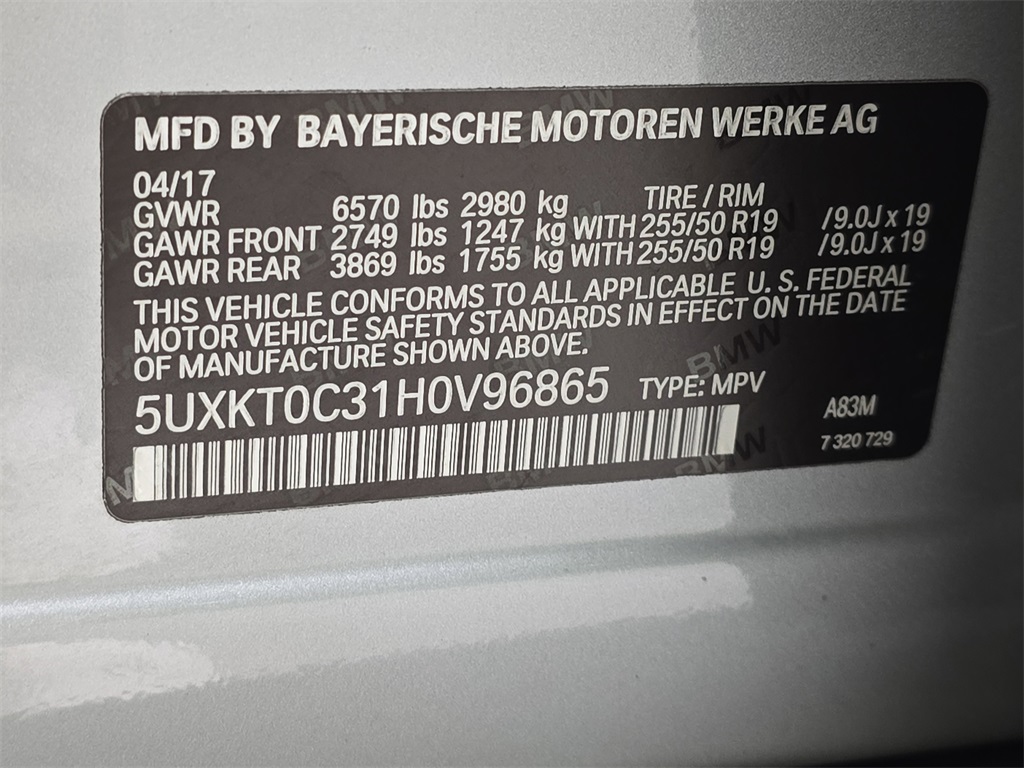 MFD BY BAYERISCHE MOTOREN WERKE AG
04/17
TIRE / RIM
GVWR 6570 lbs 2980 kg
GAWR FRONT 2749 lbs 1247 kg WITH 255/50 R19 /9.0J x 19
GAWR REAR 3869 lbs 1755 kg WITH 255/50 R19 /9.0J x 19
THIS VEHICLE CONFORMS TO ALL APPLICABLE U. S. FEDERAL
MOTOR VEHICLE SAFETY STANDARDS IN EFFECT ON THE DATE
OF MANUFACTURE SHOWN ABOVE.
5UXKT0C31H0V96865 TYPE: MPV
A83M
7 320 729
BMW
BMW